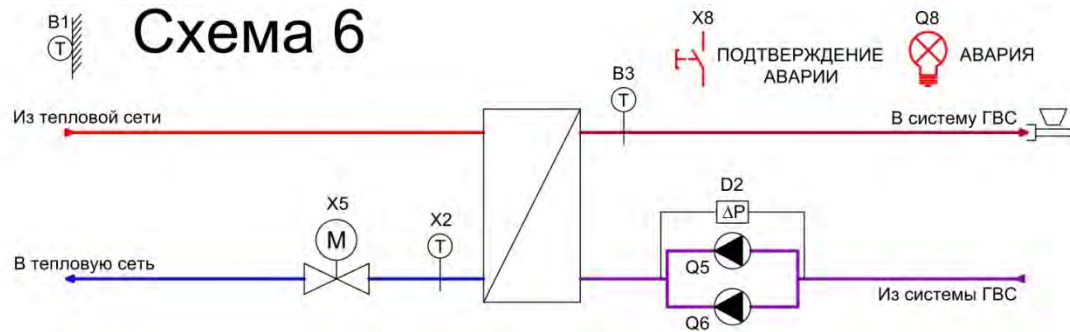 B1
T
Схема 6
X8
ПОДТВЕРЖДЕНИЕ
АВАРИИ
Q8
АВАРИЯ
B3
T
Из тепловой сети
В систему ГВС
X5
M
X2
T
D2
ΔP
Q5
Q6
В тепловую сеть
Из системы ГВС